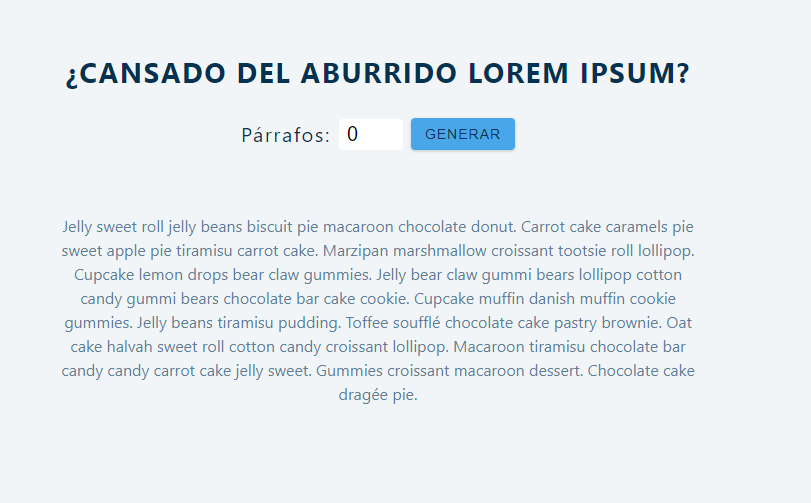 ¿CANSADO DEL ABURRIDO LOREM IPSUM?
Párrafos: 0 GENERAR
Jelly sweet roll jelly beans biscuit pie macaroon chocolate donut. Carrot cake caramels pie
sweet apple pie tiramisu carrot cake. Marzipan marshmallow croissant tootsie roll lollipop.
Cupcake lemon drops bear claw gummies. Jelly bear claw gummi bears lollipop cotton
candy gummi bears chocolate bar cake cookie. Cupcake muffin danish muffin cookie
gummies. Jelly beans tiramisu pudding. Toffee soufflé chocolate cake pastry brownie. Oat
cake halvah sweet roll cotton candy croissant lollipop. Macaroon tiramisu chocolate bar
candy candy carrot cake jelly sweet. Gummies croissant macaroon dessert. Chocolate cake
dragée pie.